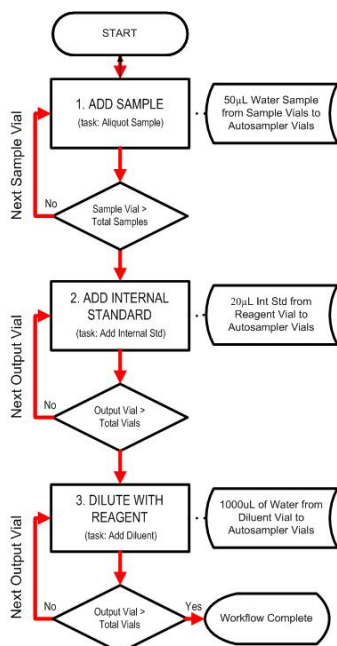 START
1. ADD SAMPLE
(task: Aliquot Sample)
50µL Water Sample
from Sample Vials to
Autosampler Vials
Next Sample Vial
No
Sample Vial >
Total Samples
2. ADD INTERNAL
STANDARD
(task: Add Internal Std)
20µL Int Std from
Reagent Vial to
Autosampler Vials
Next Output Vial
No
Output Vial >
Total Vials
3. DILUTE WITH
REAGENT
(task: Add Diluent)
1000uL of Water from
Diluent Vial to
Autosampler Vials
Next Output Vial
No
Output Vial >
Total Vials
Yes
Workflow Complete